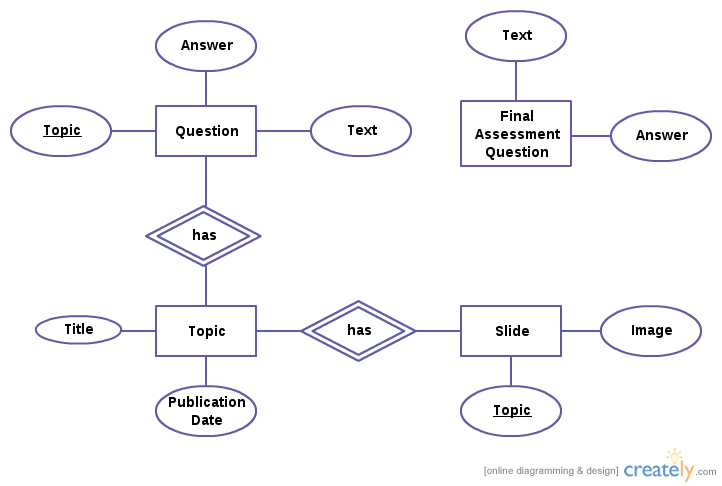 Answer
Topic
Question
Text
has
Title
Topic
Publication
Date
has
Slide
Image
Topic
Text
Final
Assessment
Question
Answer
[online diagramming & design] creately.com